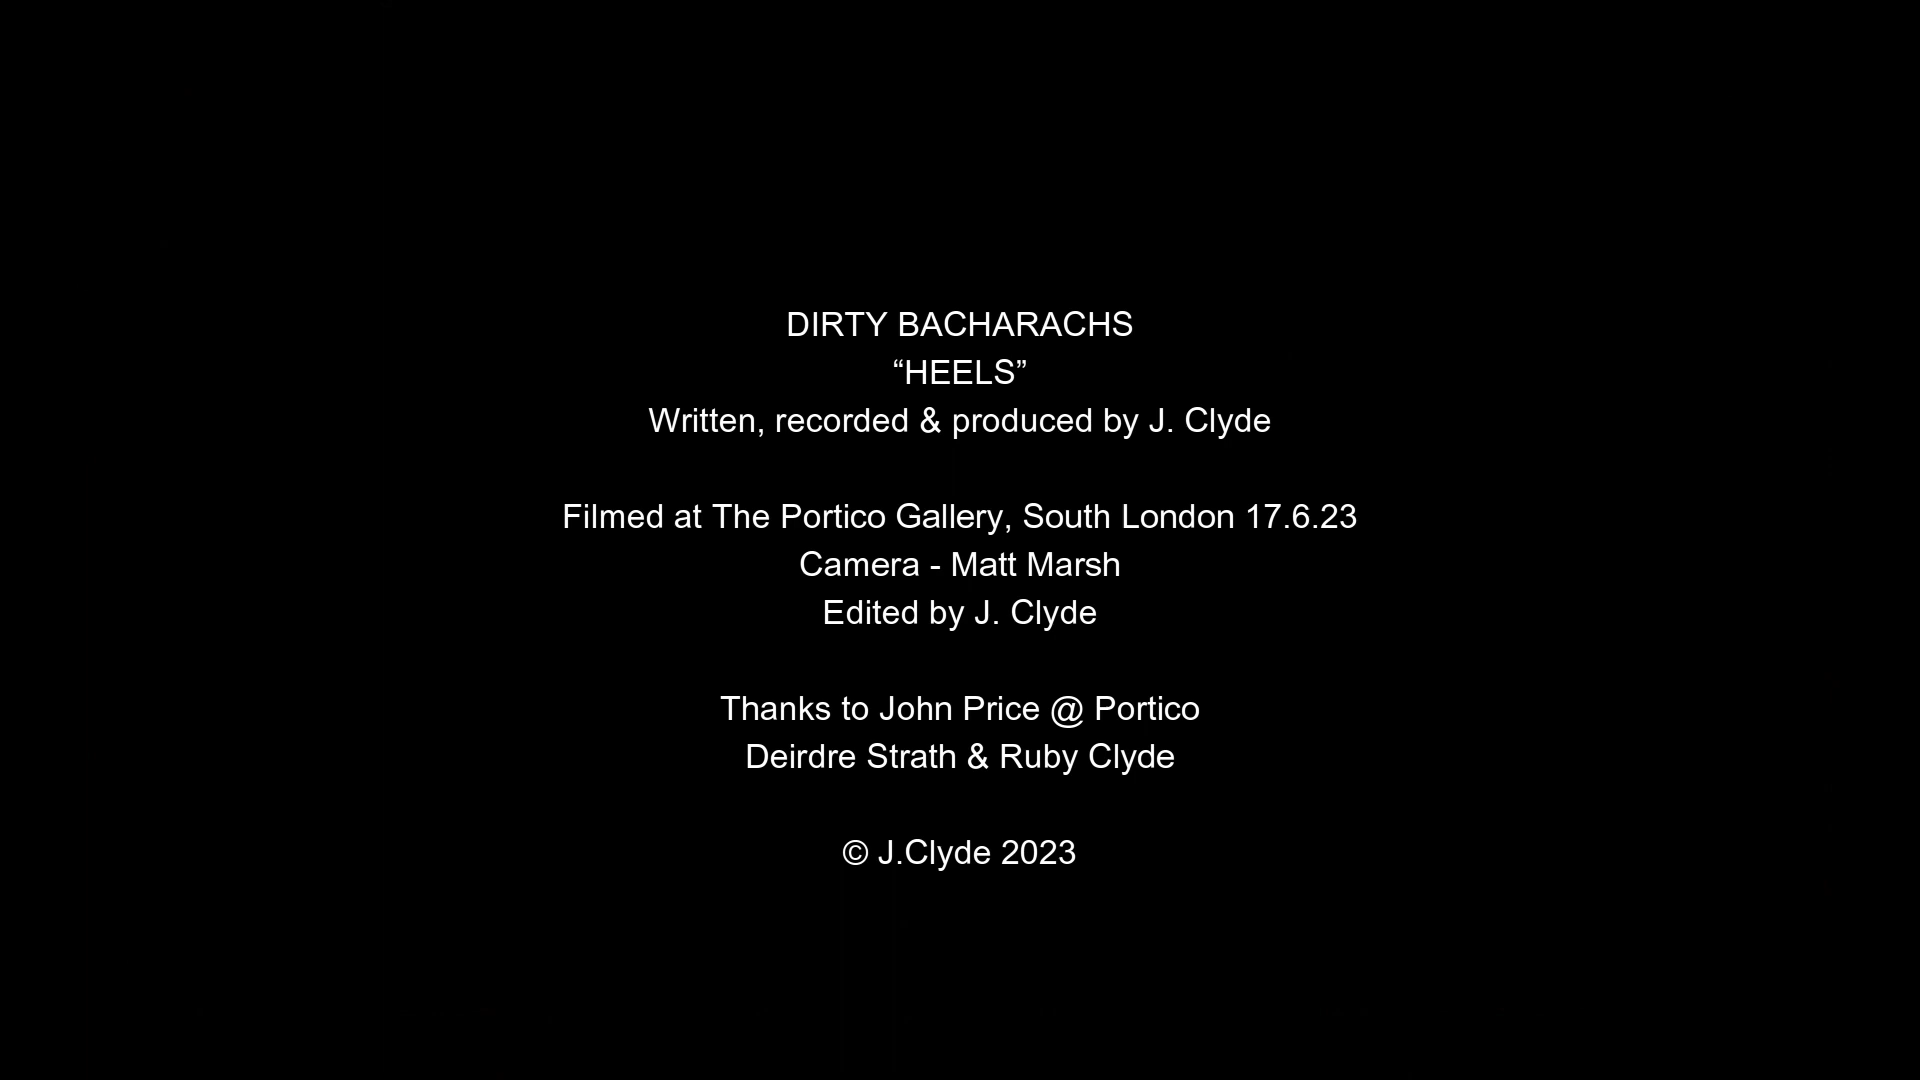 DIRTY BACHARACHS
“HEELS”
Written, recorded & produced by J. Clyde
Filmed at The Portico Gallery, South London 17.6.23
Camera - Matt Marsh
Edited by J. Clyde
Thanks to John Price @ Portico
Deirdre Strath & Ruby Clyde
© J.Clyde 2023